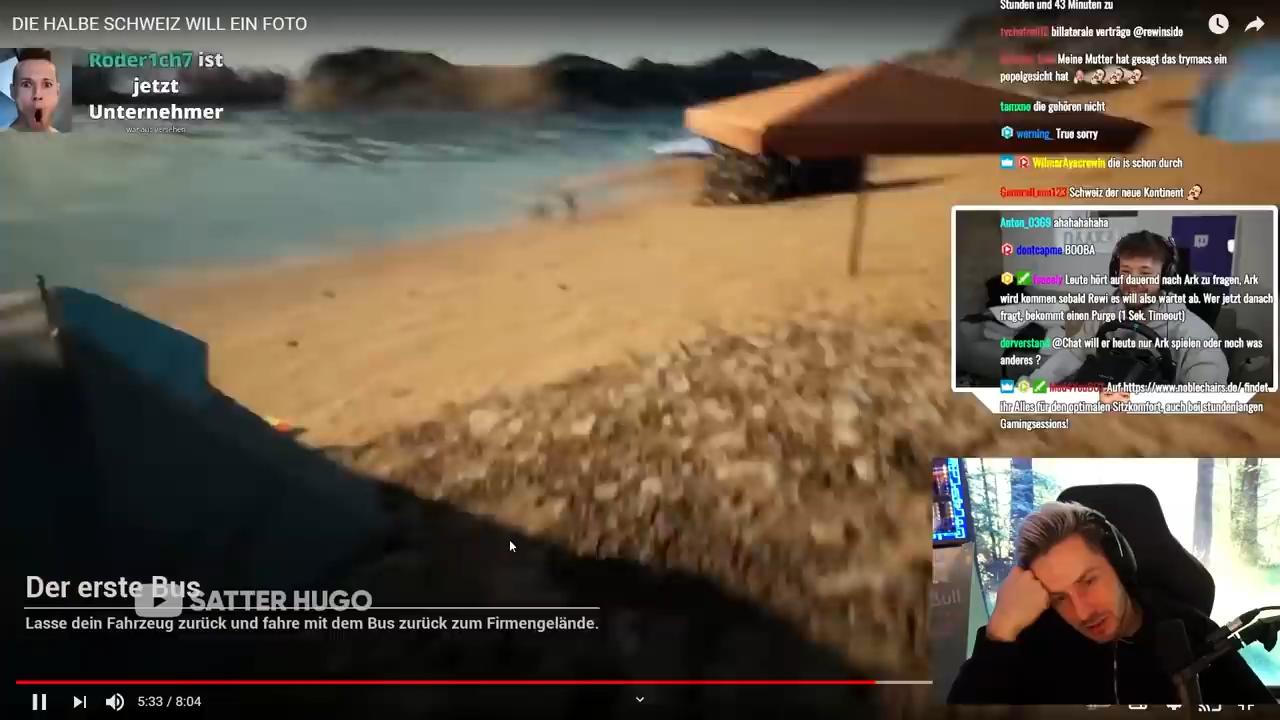 DIE HALBE SCHWEIZ WILL EIN FOTO
Roder1ch7 ist
jetzt
Unternehmer
war aus versehen
Stunden und 43 Minuten zu
billaterale verträge @rewinside
Meine Mutter hat gesagt das trymacs ein
popelgesicht hat
tamxno die gehören nicht
werning_ True sorry
WilmarAyacrewin die is schon durch
Schweiz der neue Kontinent
Anton_0369 ahahahahaha
dontcapme BOOBA
Leute hört auf dauernd nach Ark zu fragen, Ark
wird kommen sobald Rewi es will also wartet ab. Wer jetzt danach
fragt, bekommt einen Purge (1 Sek. Timeout)
@Chat will er heute nur Ark spielen oder noch was
anderes ?
Auf https://www.noblechairs.de/ findet
ihr Alles für den optimalen Sitzkomfort, auch bei stundenlangen
Gamingsessions!
Der erste Bus
SATTER HUGO
Lasse dein Fahrzeug zurück und fahre mit dem Bus zurück zum Firmengelände.
5:33 / 8:04